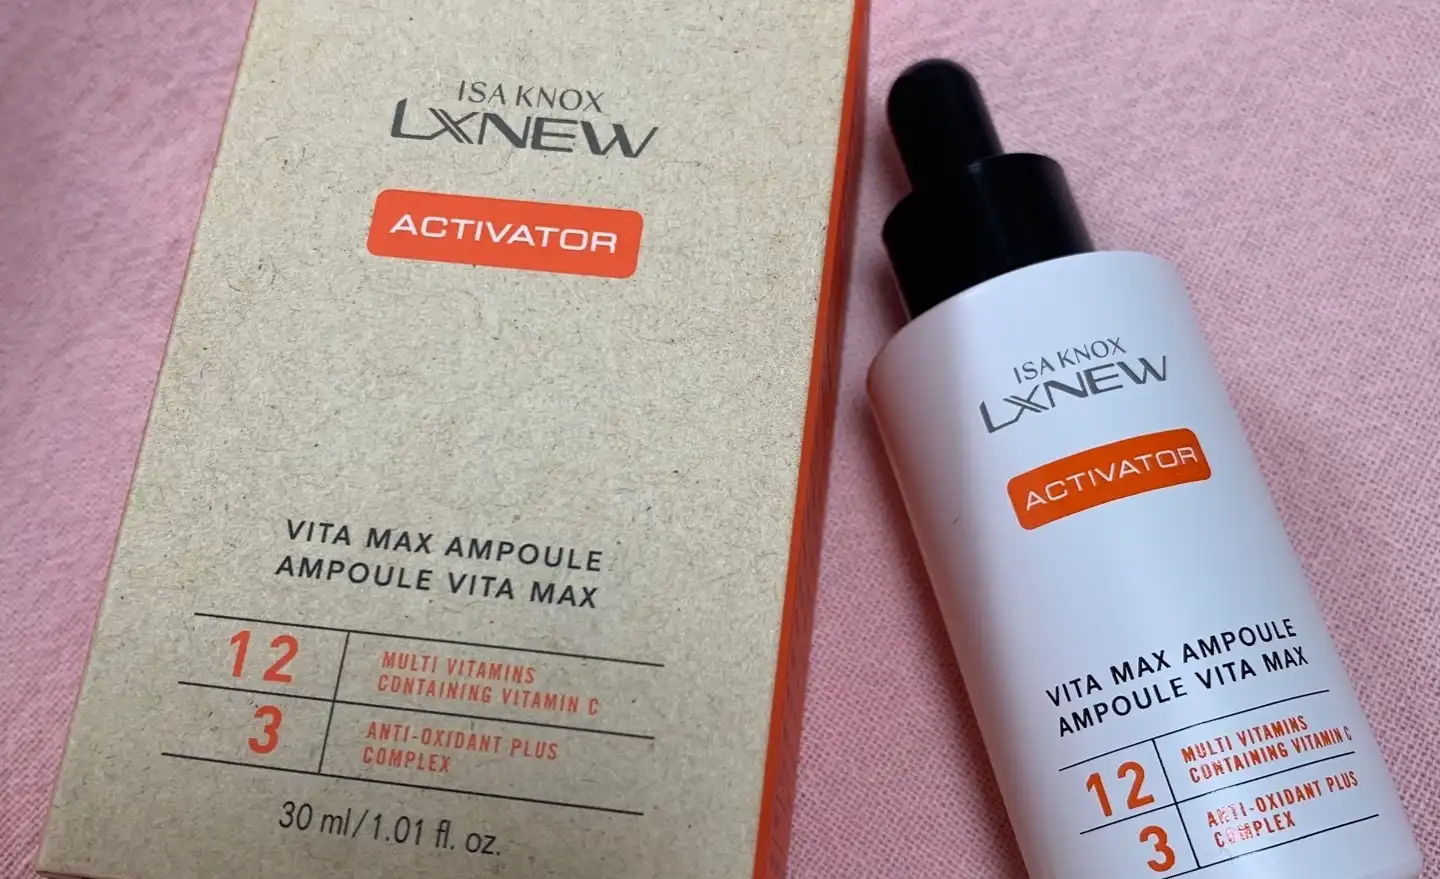 ISA KNOX
LXNEW
ACTIVATOR
VITA MAX AMPOULE
AMPOULE VITA MAX
12
MULTI VITAMINS
CONTAINING VITAMIN C
3
ANTI-OXIDANT PLUS
COMPLEX
30 ml/1.01 fl. oz.
ISA KNOX
LXNEW
ACTIVATOR
VITA MAX AMPOULE
AMPOULE VITA MAX
12
MULTI VITAMINS
CONTAINING VITAMIN C
3
ANTI-OXIDANT PLUS
COMPLEX